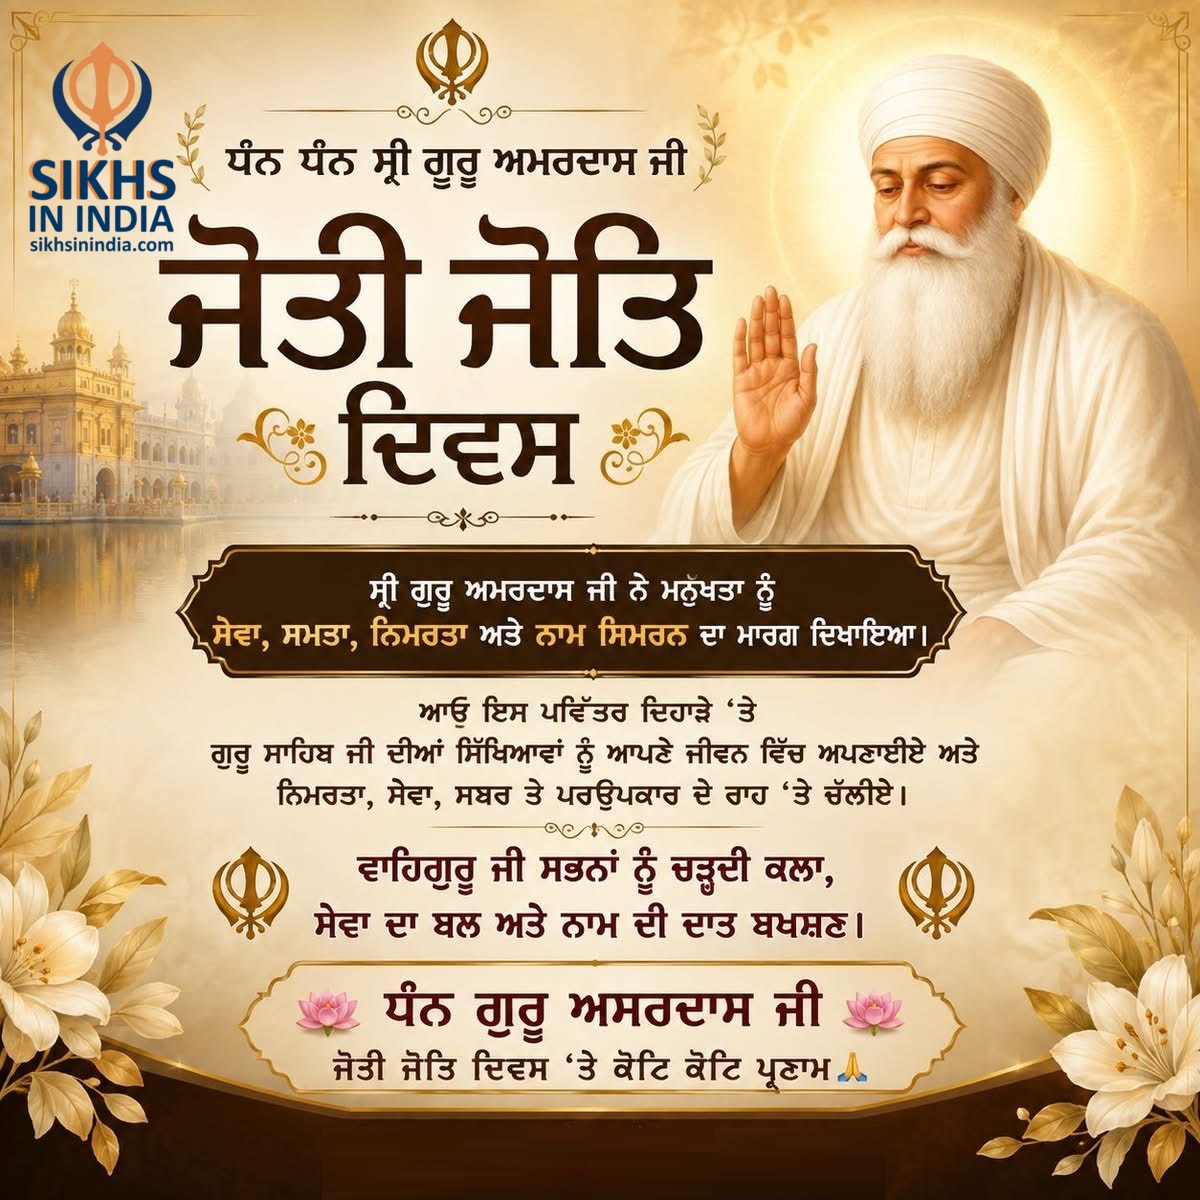 SIKHS
IN INDIA
sikhsinindia.com
ਧੰਨ ਧੰਨ ਸ੍ਰੀ ਗੁਰੂ ਅਮਰਦਾਸ ਜੀ
ਜੋਤੀ ਜੋਤਿ
ਦਿਵਸ
ਸ੍ਰੀ ਗੁਰੂ ਅਮਰਦਾਸ ਜੀ ਨੇ ਮਨੁੱਖਤਾ ਨੂੰ
ਸੇਵਾ, ਸਮਤਾ, ਨਿਮਰਤਾ ਅਤੇ ਨਾਮ ਸਿਮਰਨ ਦਾ ਮਾਰਗ ਦਿਖਾਇਆ।
ਆਓ ਇਸ ਪਵਿੱਤਰ ਦਿਹਾੜੇ ‘ਤੇ
ਗੁਰੂ ਸਾਹਿਬ ਜੀ ਦੀਆਂ ਸਿੱਖਿਆਵਾਂ ਨੂੰ ਆਪਣੇ ਜੀਵਨ ਵਿੱਚ ਅਪਣਾਈਏ ਅਤੇ
ਨਿਮਰਤਾ, ਸੇਵਾ, ਸਬਰ ਤੇ ਪਰਉਪਕਾਰ ਦੇ ਰਾਹ ‘ਤੇ ਚੱਲੀਏ।
ਵਾਹਿਗੁਰੂ ਜੀ ਸਭਨਾਂ ਨੂੰ ਚੜ੍ਹਦੀ ਕਲਾ,
ਸੇਵਾ ਦਾ ਬਲ ਅਤੇ ਨਾਮ ਦੀ ਦਾਤ ਬਖਸ਼ਣ।
ਧੰਨ ਗੁਰੂ ਅਸਰਦਾਸ ਜੀ
ਜੋਤੀ ਜੋਤਿ ਦਿਵਸ ‘ਤੇ ਕੋਟਿ ਕੋਟਿ ਪ੍ਰਣਾਮ🙏